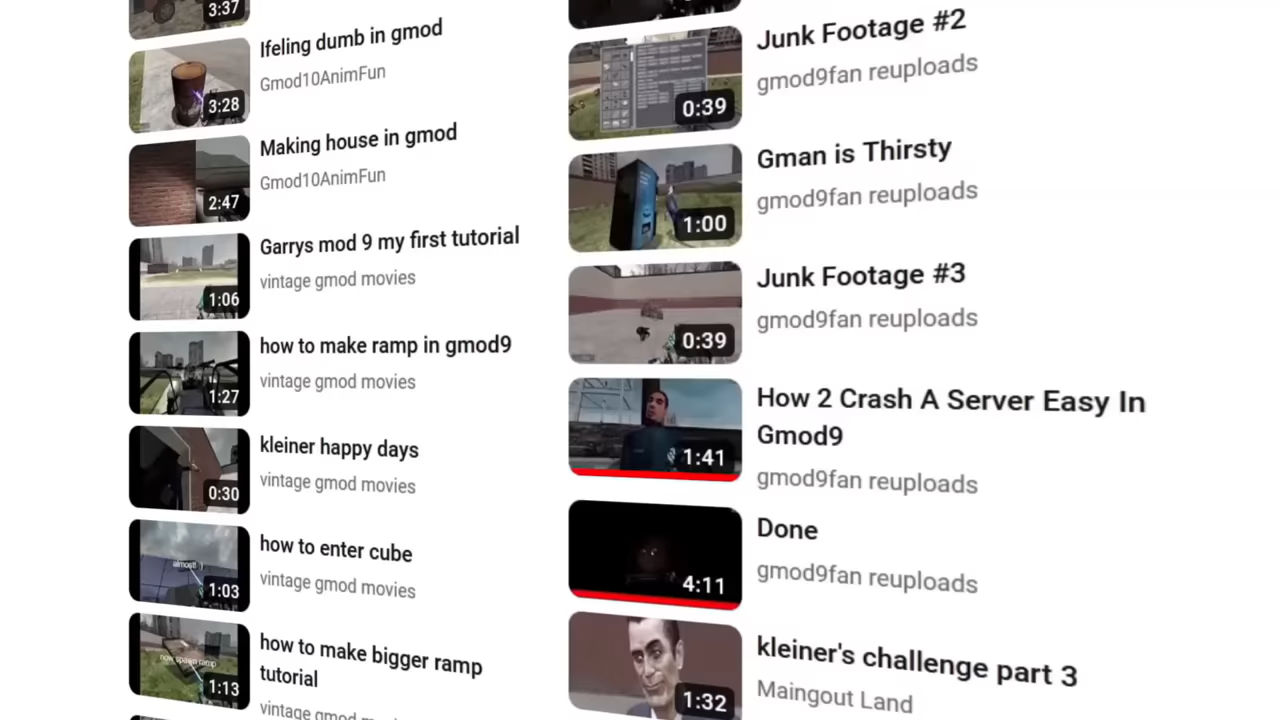 3:37
Ifeling dumb in gmod
Gmod10AnimFun
3:28
Making house in gmod
Gmod10AnimFun
2:47
Garrys mod 9 my first tutorial
vintage gmod movies
1:06
how to make ramp in gmod9
vintage gmod movies
1:27
kleiner happy days
vintage gmod movies
0:30
how to enter cube
vintage gmod movies
almost! :)
1:03
how to make bigger ramp
tutorial
vintage gmod
now spawn ramp
1:13
Junk Footage #2
gmod9fan reuploads
0:39
Gman is Thirsty
gmod9fan reuploads
1:00
Junk Footage #3
gmod9fan reuploads
0:39
How 2 Crash A Server Easy In
Gmod9
gmod9fan reuploads
1:41
Done
gmod9fan reuploads
4:11
kleiner's challenge part 3
Maingout Land
1:32